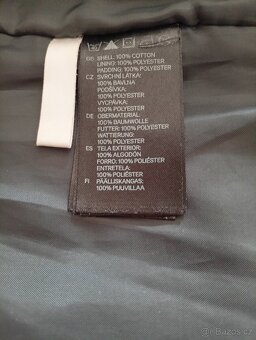 GB SHELL: 100% COTTON
LINING: 100% POLYESTER
PADDING: 100% POLYESTER
CZ SVRCHNÍ LÁTKA:
100% BAVLNA
PODŠÍVKA:
100% POLYESTER
VYCPÁVKA:
100% POLYESTER
DE OBERMATERIAL:
100% BAUMWOLLE
FUTTER: 100% POLYESTER
WATTIERUNG:
100% POLYESTER
ES TELA EXTERIOR:
100% ALGODÓN
FORRO: 100% POLIÉSTER
ENTRETELA:
100% POLIÉSTER
FI PÄÄLLISKANGAS:
100% PUUVILLAA
Sbazos.cz